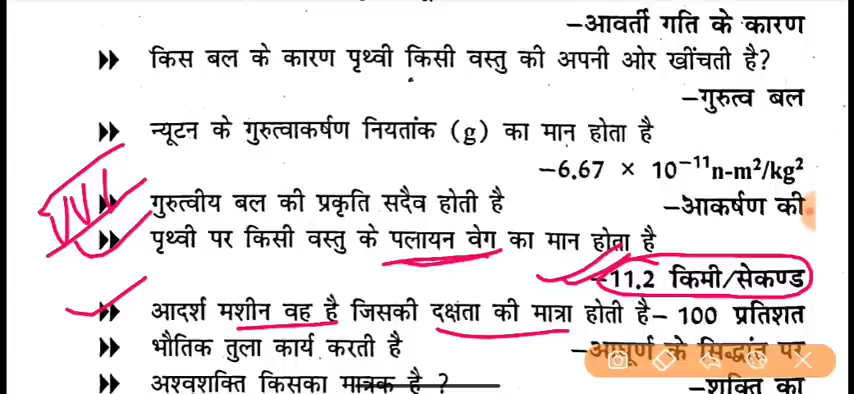 –आवर्ती गति के कारण
▶▶ किस बल के कारण पृथ्वी किसी वस्तु की अपनी ओर खींचती है?
–गुरुत्व बल
▶▶ न्यूटन के गुरुत्वाकर्षण नियतांक (g) का मान होता है
–6.67 × 10⁻¹¹n-m²/kg²
▶▶ गुरुत्वीय बल की प्रकृति सदैव होती है –आकर्षण की
▶▶ पृथ्वी पर किसी वस्तु के पलायन वेग का मान होता है
–11.2 किमी/सेकण्ड
▶▶ आदर्श मशीन वह है जिसकी दक्षता की मात्रा होती है– 100 प्रतिशत
▶▶ भौतिक तुला कार्य करती है –आघूर्ण के सिद्धांत पर
▶▶ अश्वशक्ति किसका मात्रक है ? –शक्ति का